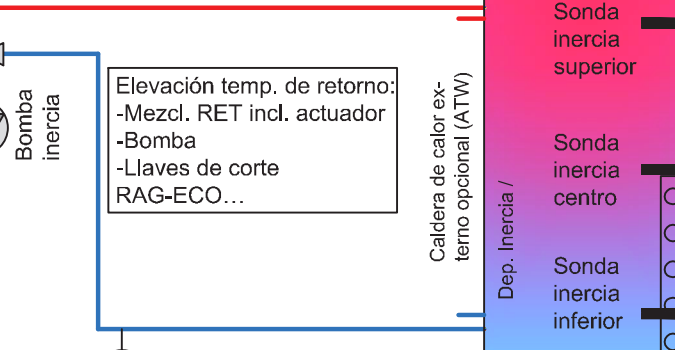 Sonda
inercia
superior
Bomba
inercia
Elevación temp. de retorno:
-Mezcl. RET incl. actuador
-Bomba
-Llaves de corte
RAG-ECO…
Caldera de calor ex-
terno opcional (ATW)
Dep. Inercia /
Sonda
inercia
centro
Sonda
inercia
inferior